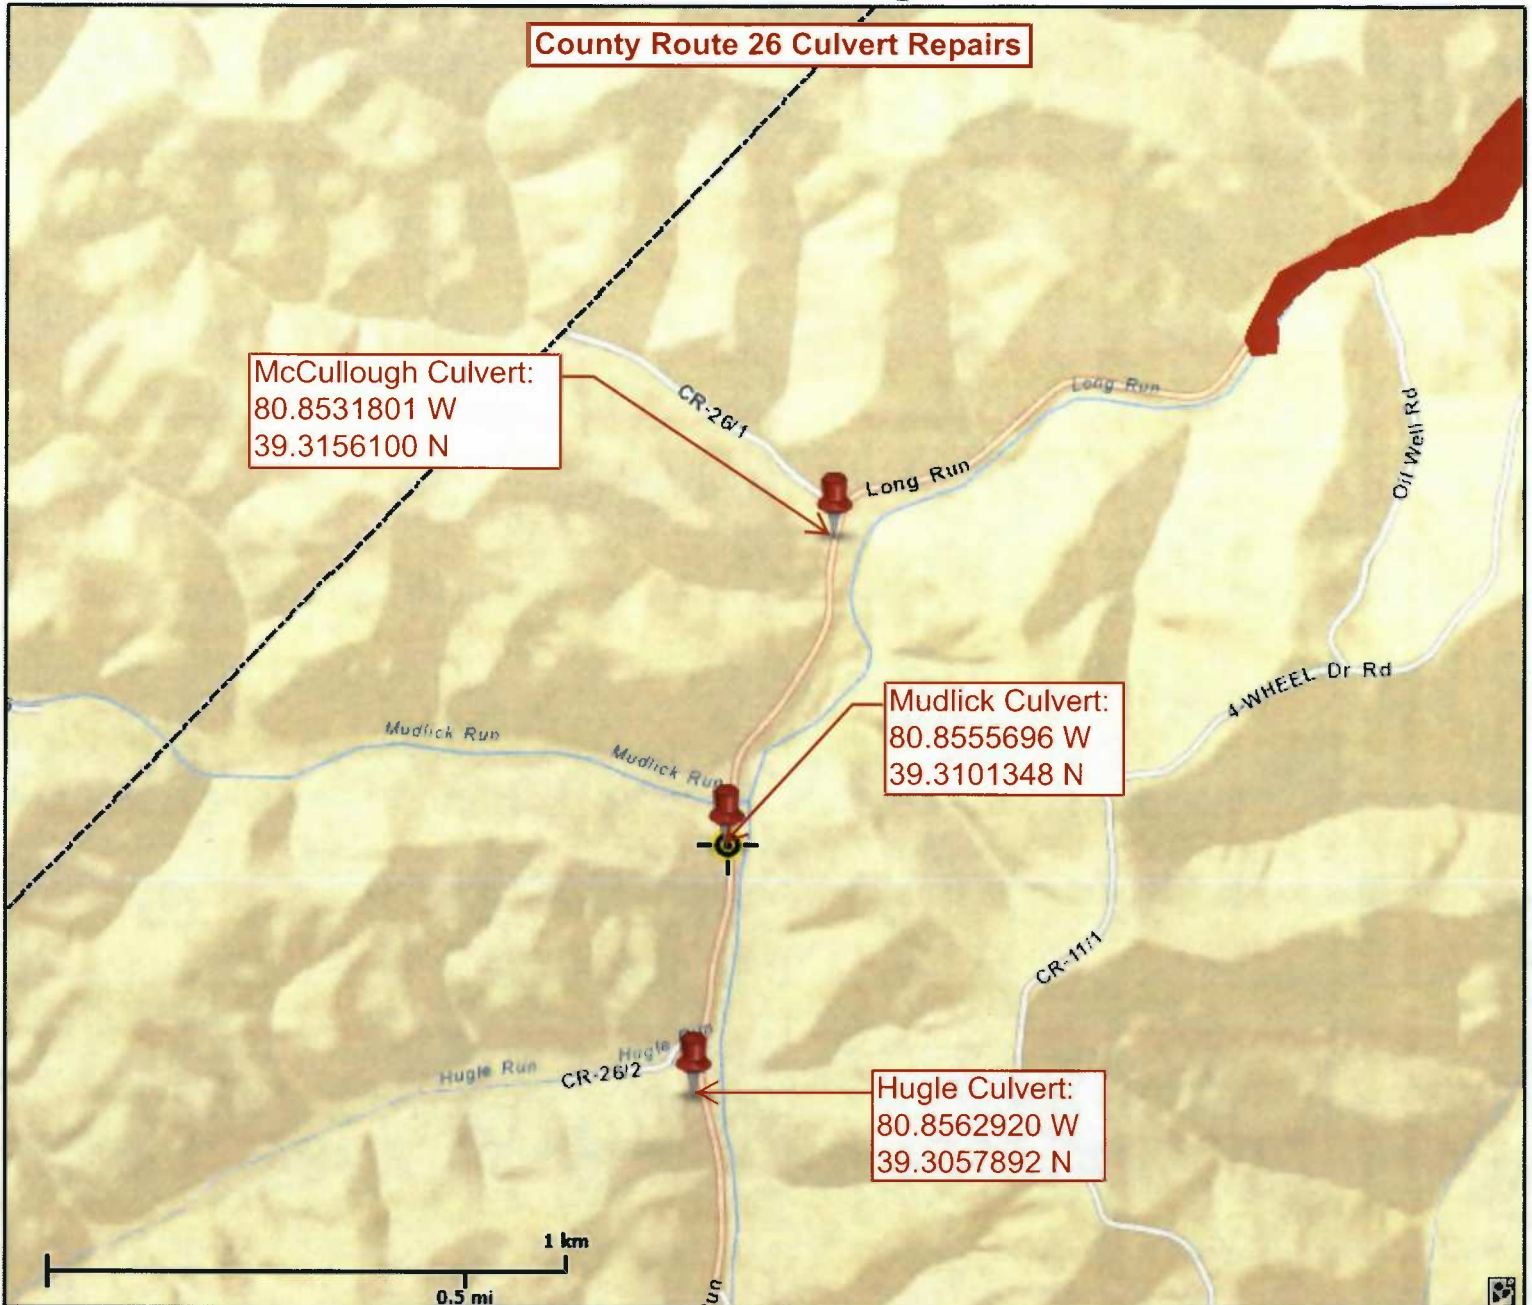 County Route 26 Culvert Repairs
McCullough Culvert:
80.8531801 W
39.3156100 N
CR-26/1
Long Run
Long Run
Oil Well Rd
4-WHEEL Dr Rd
Mudlick Culvert:
80.8555696 W
39.3101348 N
Mudlick Run
Mudlick Run
CR-11/1
Hugle Run
Hugle Run
CR-26/2
Hugle Culvert:
80.8562920 W
39.3057892 N
1 km
0.5 mi